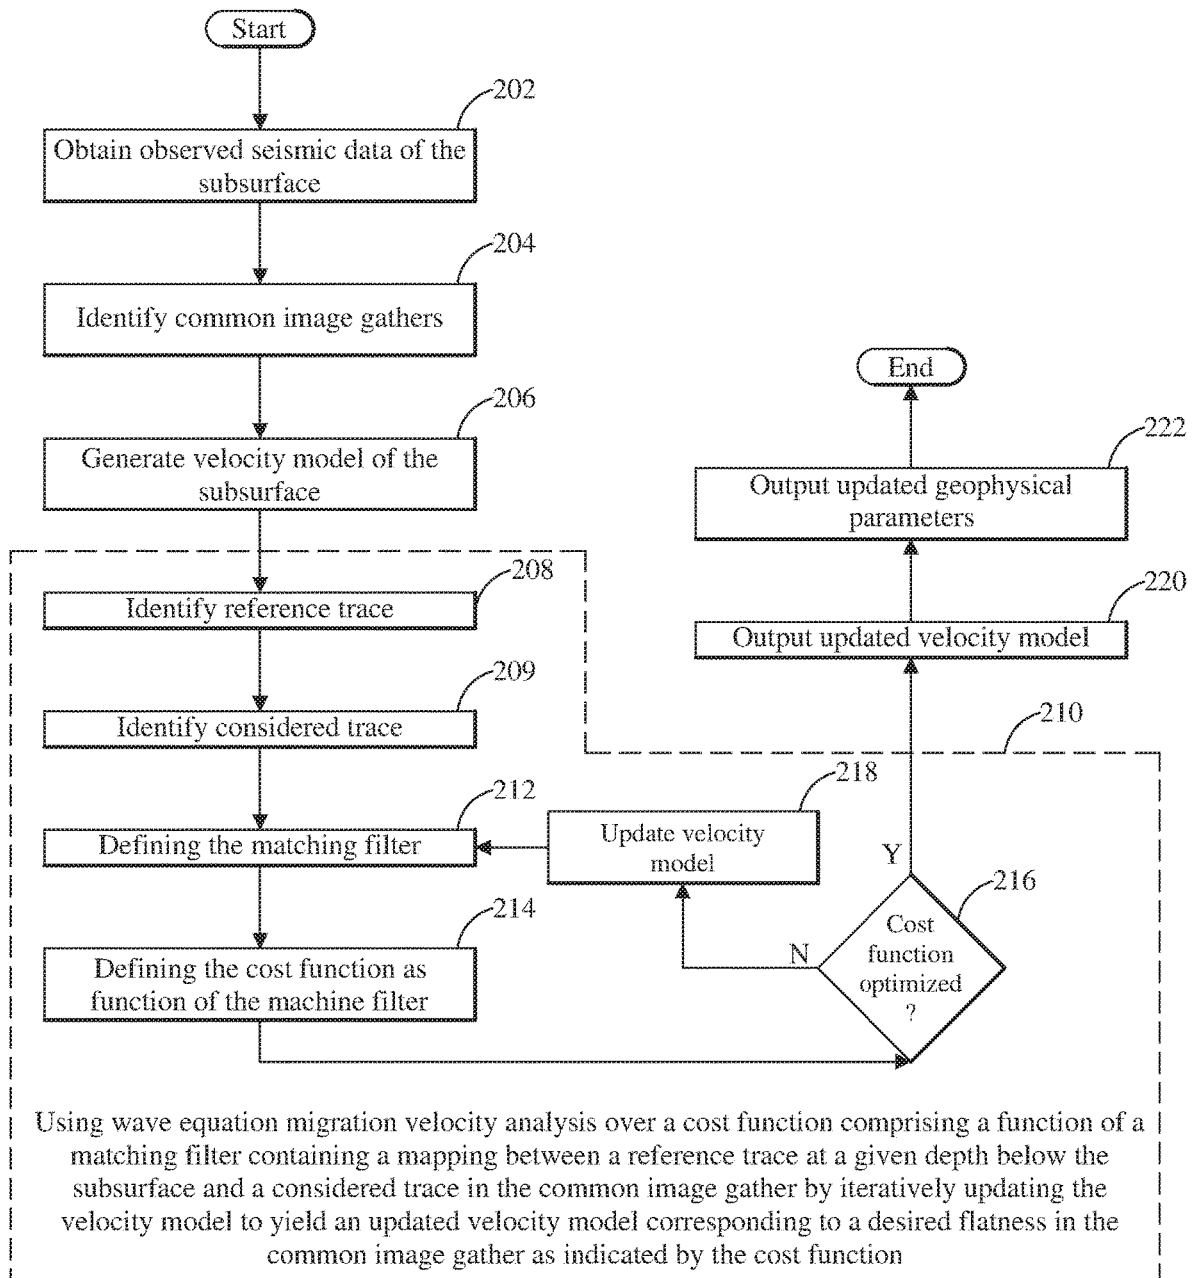 Start
202
Obtain observed seismic data of the
subsurface
204
Identify common image gathers
206
Generate velocity model of the
subsurface
208
Identify reference trace
209
Identify considered trace
212
Defining the matching filter
214
Defining the cost function as
function of the machine filter
218
Update velocity
model
216
Cost
function
optimized
?
N
Y
210
220
Output updated velocity model
222
Output updated geophysical
parameters
End
Using wave equation migration velocity analysis over a cost function comprising a function of a
matching filter containing a mapping between a reference trace at a given depth below the
subsurface and a considered trace in the common image gather by iteratively updating the
velocity model to yield an updated velocity model corresponding to a desired flatness in the
common image gather as indicated by the cost function